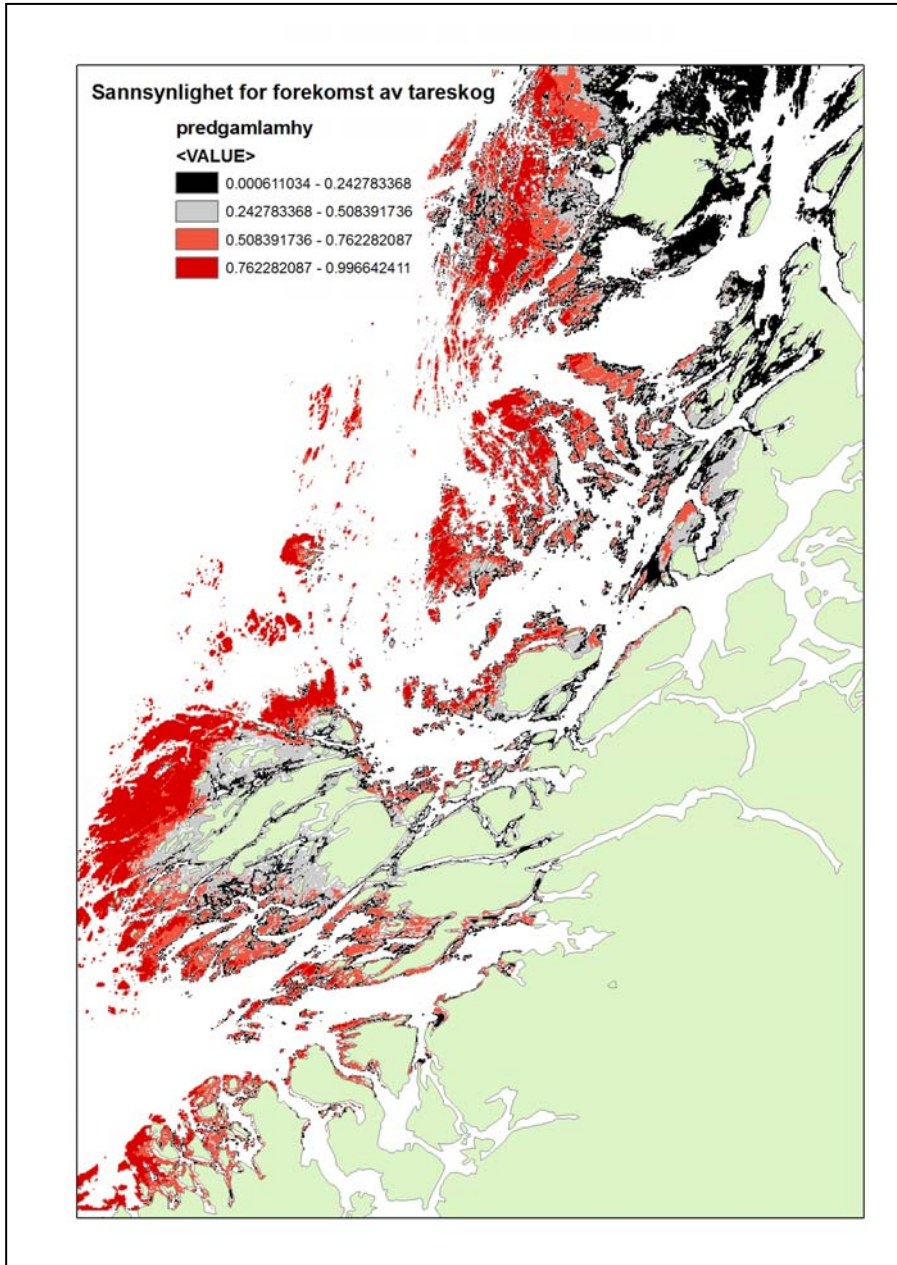 Sannsynlighet for forekomst av tareskog
predgamlamhy
<VALUE>
0.000611034 - 0.242783368
0.242783368 - 0.508391736
0.508391736 - 0.762282087
0.762282087 - 0.996642411